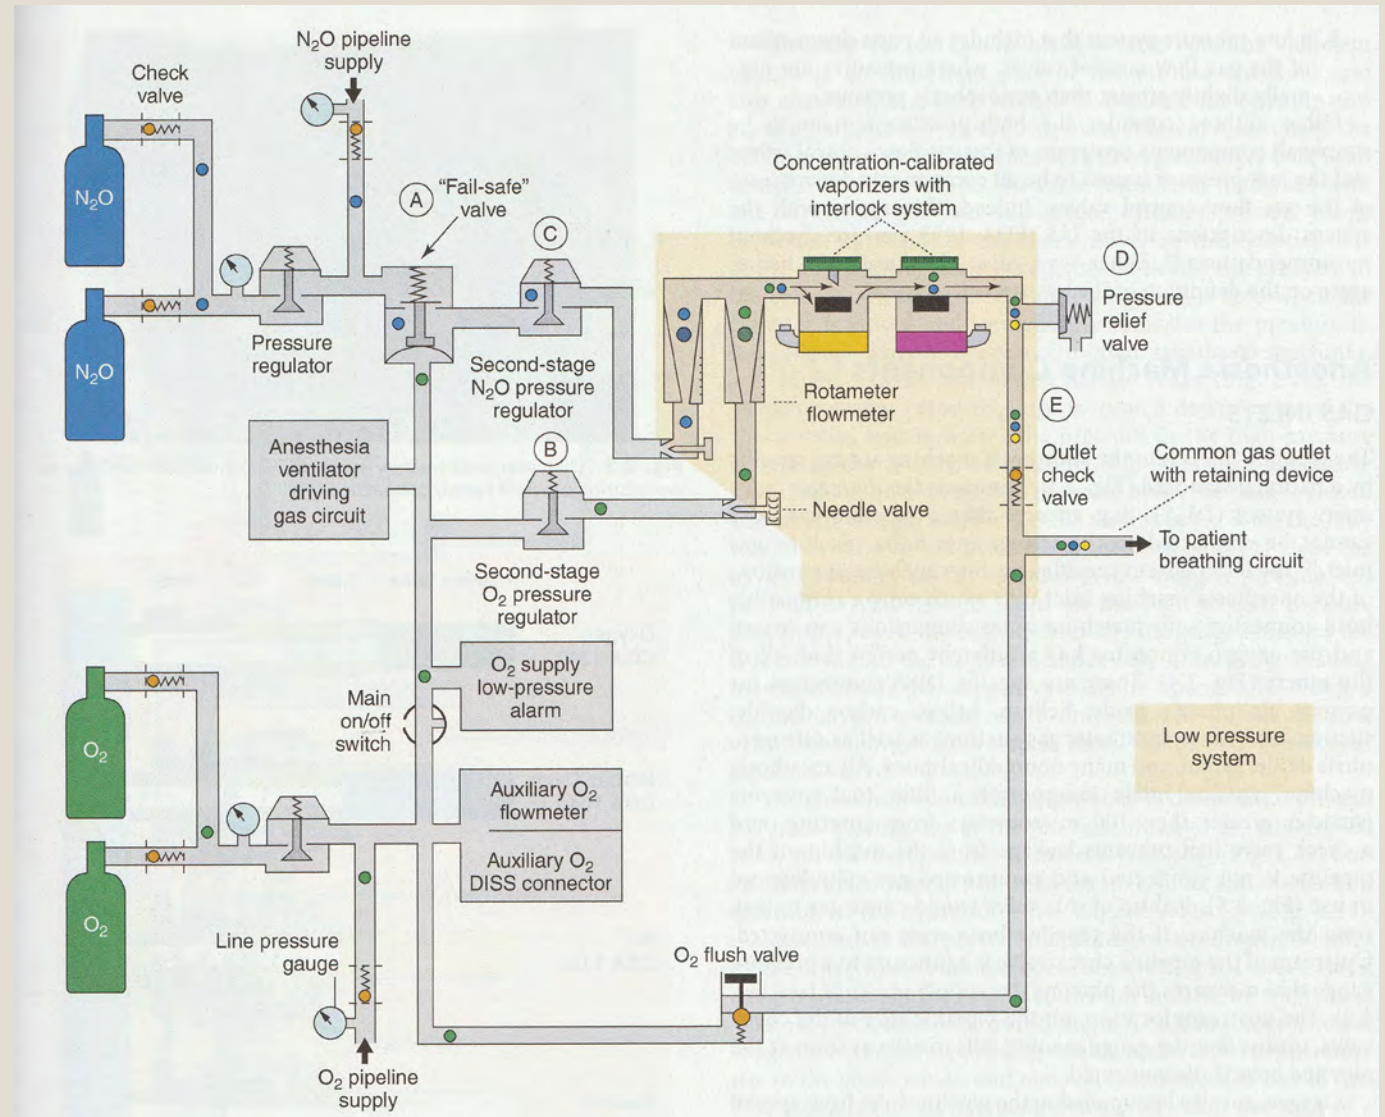 N₂O pipeline
supply
Check
valve
N₂O
N₂O
A
"Fail-safe"
valve
C
Concentration-calibrated
vaporizers with
interlock system
D
Pressure
relief
valve
Pressure
regulator
Second-stage
N₂O pressure
regulator
Rotameter
flowmeter
E
Outlet
check
valve
Common gas outlet
with retaining device
Anesthesia
ventilator
driving
gas circuit
B
Needle valve
To patient
breathing circuit
Second-stage
O₂ pressure
regulator
O₂ supply
low-pressure
alarm
Main
on/off
switch
Low pressure
system
O₂
O₂
Auxiliary O₂
flowmeter
Auxiliary O₂
DISS connector
Line pressure
gauge
O₂ flush valve
O₂ pipeline
supply